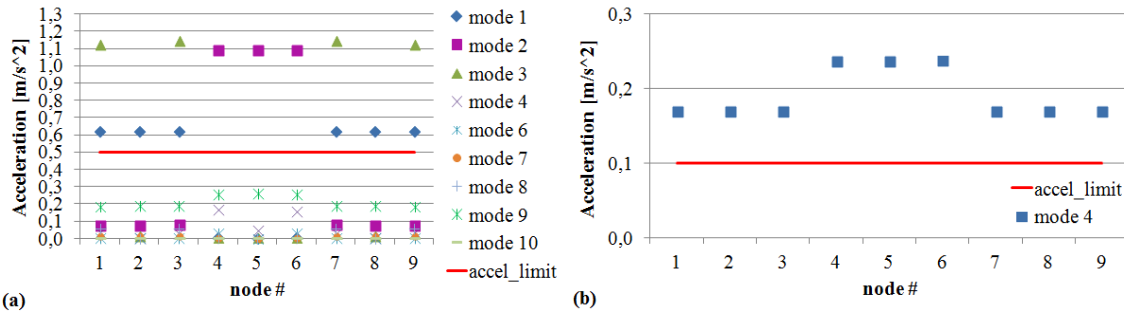 1,3
1,2
1,1
1,0
0,9
0,8
0,7
0,6
0,5
0,4
0,3
0,2
0,1
0,0
Acceleration [m/s^2]
1 2 3 4 5 6 7 8 9
node #
mode 1
mode 2
mode 3
mode 4
mode 6
mode 7
mode 8
mode 9
mode 10
accel_limit
(a)
0,3
0,2
0,1
0,0
Acceleration [m/s^2]
1 2 3 4 5 6 7 8 9
node #
accel_limit
mode 4
(b)